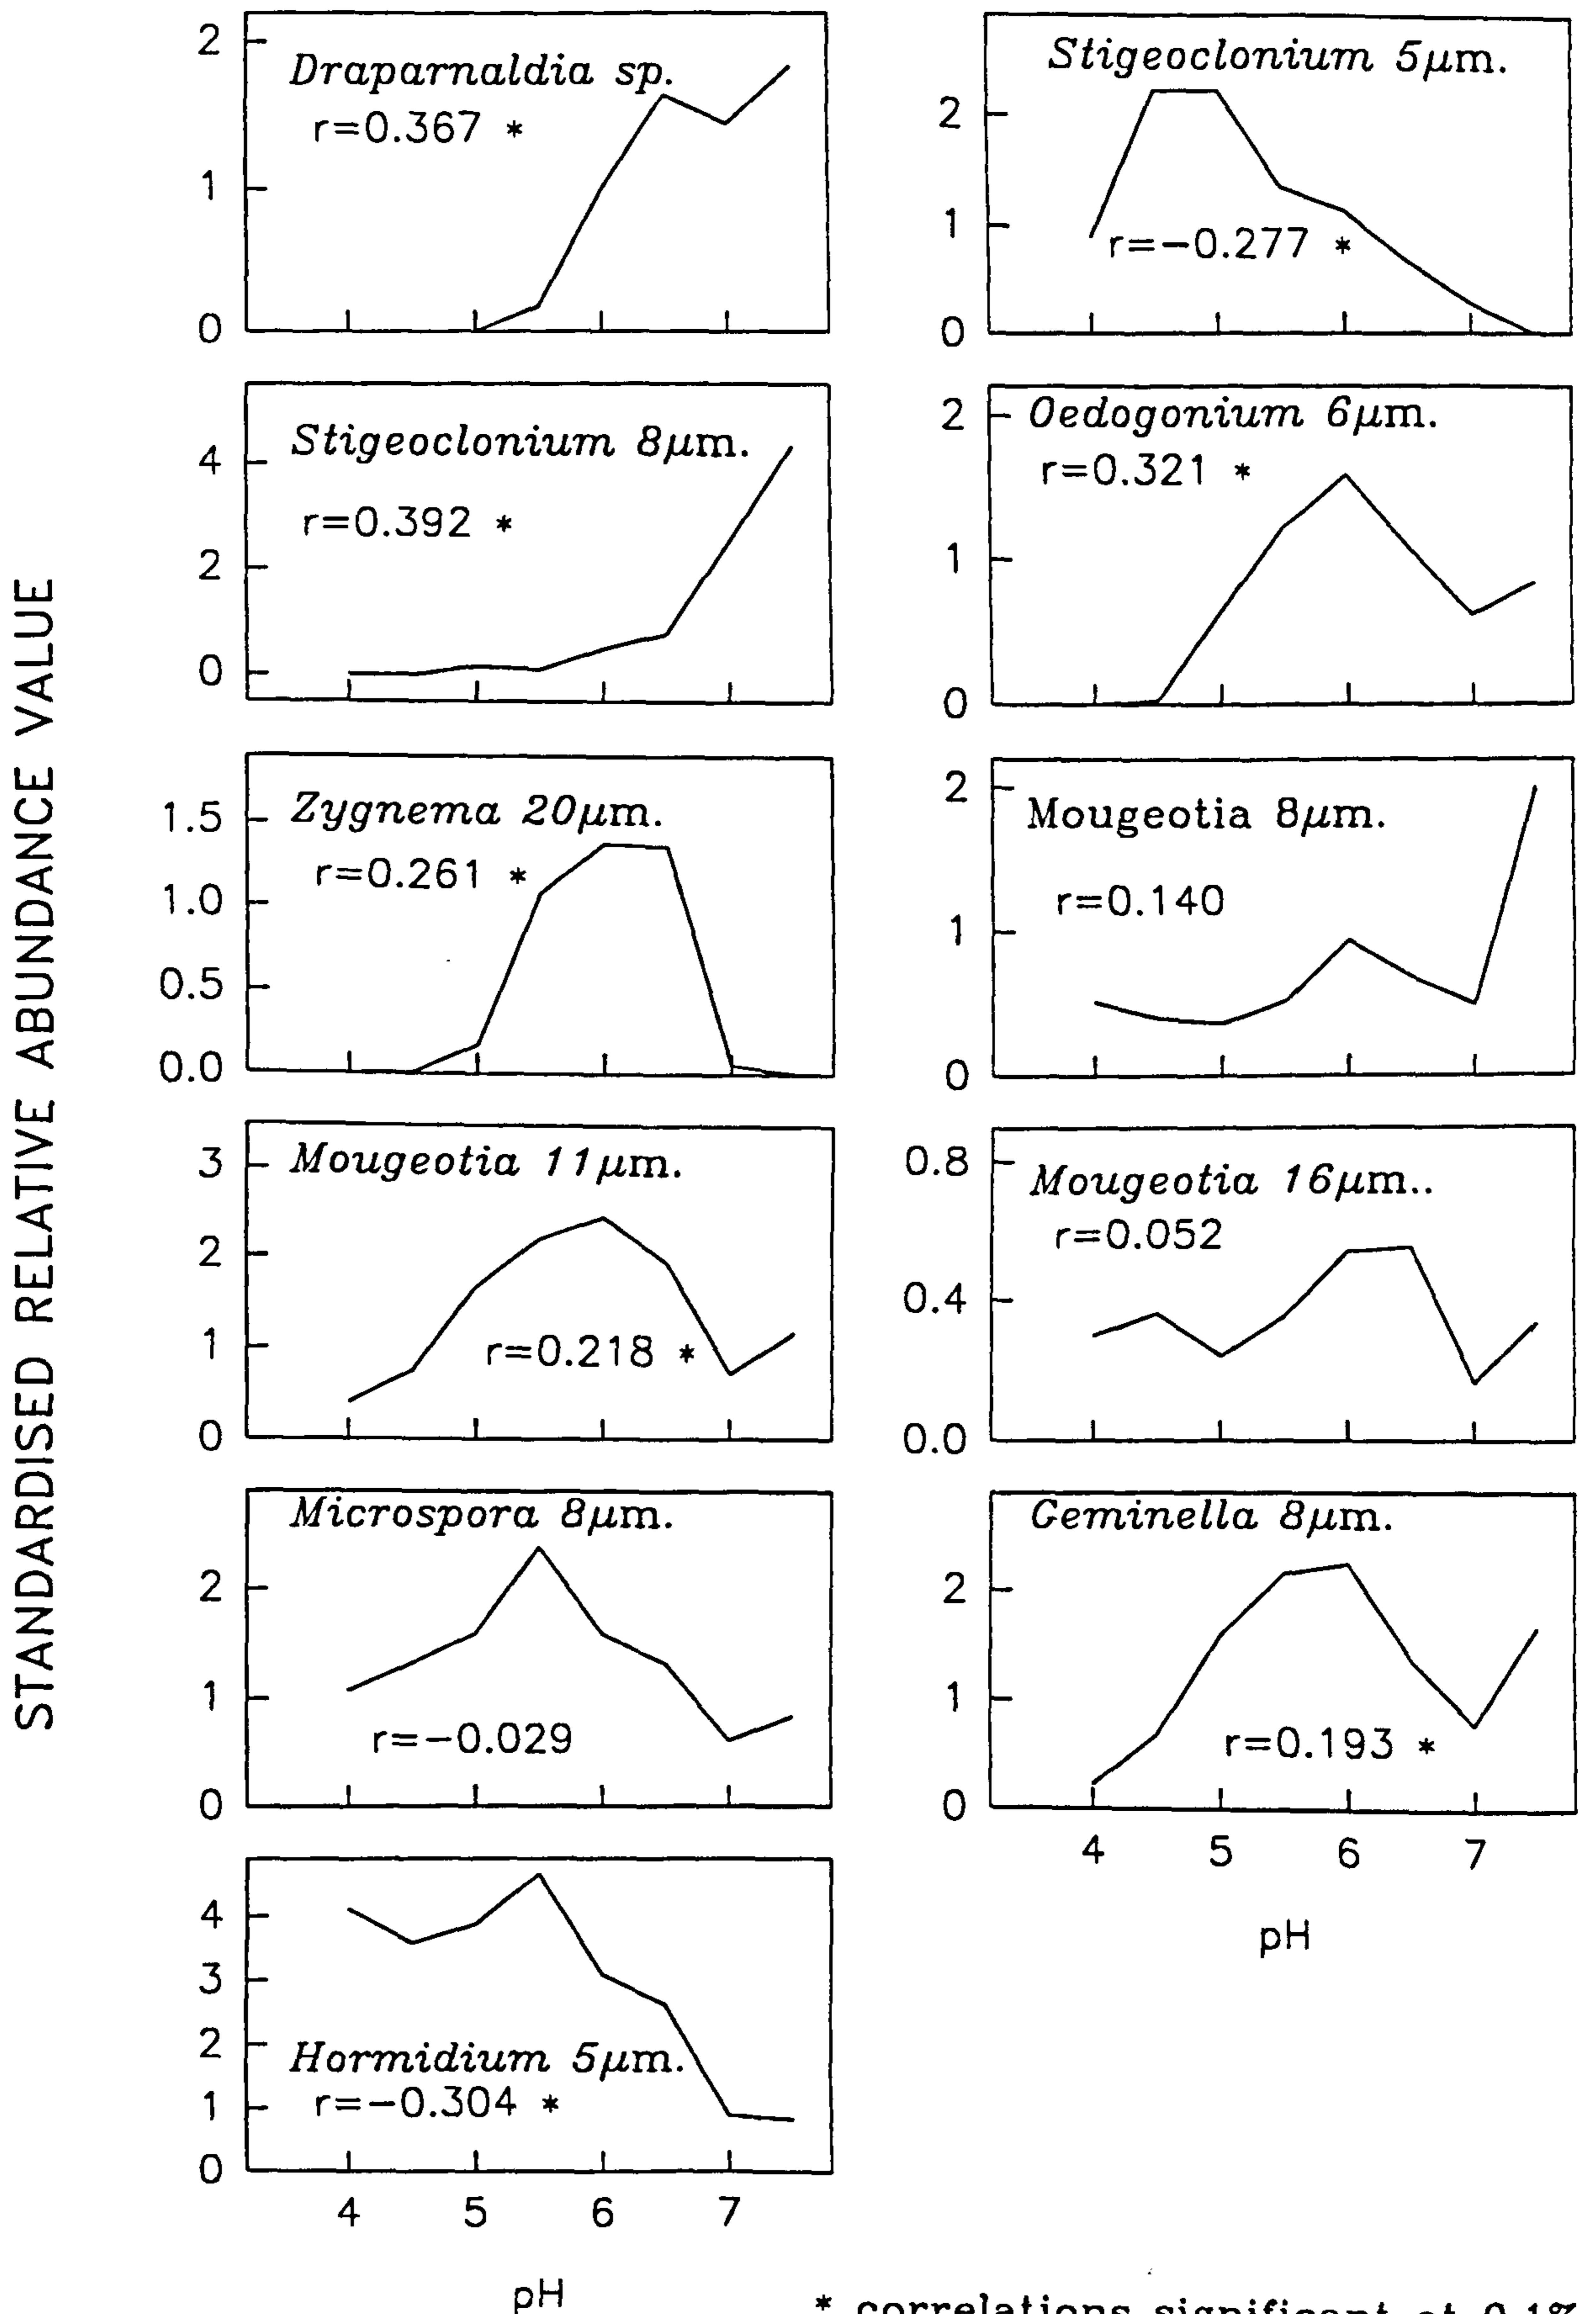 STANDARDISED RELATIVE ABUNDANCE VALUE
2
Draparnaldia sp.
r=0.367 *
1
0
Stigeoclonium 5μm.
2
1
r=−0.277 *
0
Stigeoclonium 8μm.
4
r=0.392 *
2
0
2
Oedogonium 6μm.
r=0.321 *
1
0
Zygnema 20μm.
1.5
r=0.261 *
1.0
0.5
0.0
2
Mougeotia 8μm.
r=0.140
1
0
3
Mougeotia 11μm.
2
1
r=0.218 *
0
0.8
Mougeotia 16μm..
r=0.052
0.4
0.0
Microspora 8μm.
2
1
r=−0.029
0
Geminella 8μm.
2
1
r=0.193 *
0
4 5 6 7
pH
4
3
2
Hormidium 5μm.
r=−0.304 *
1
0
4 5 6 7
pH
* correlations significant at 0.1%